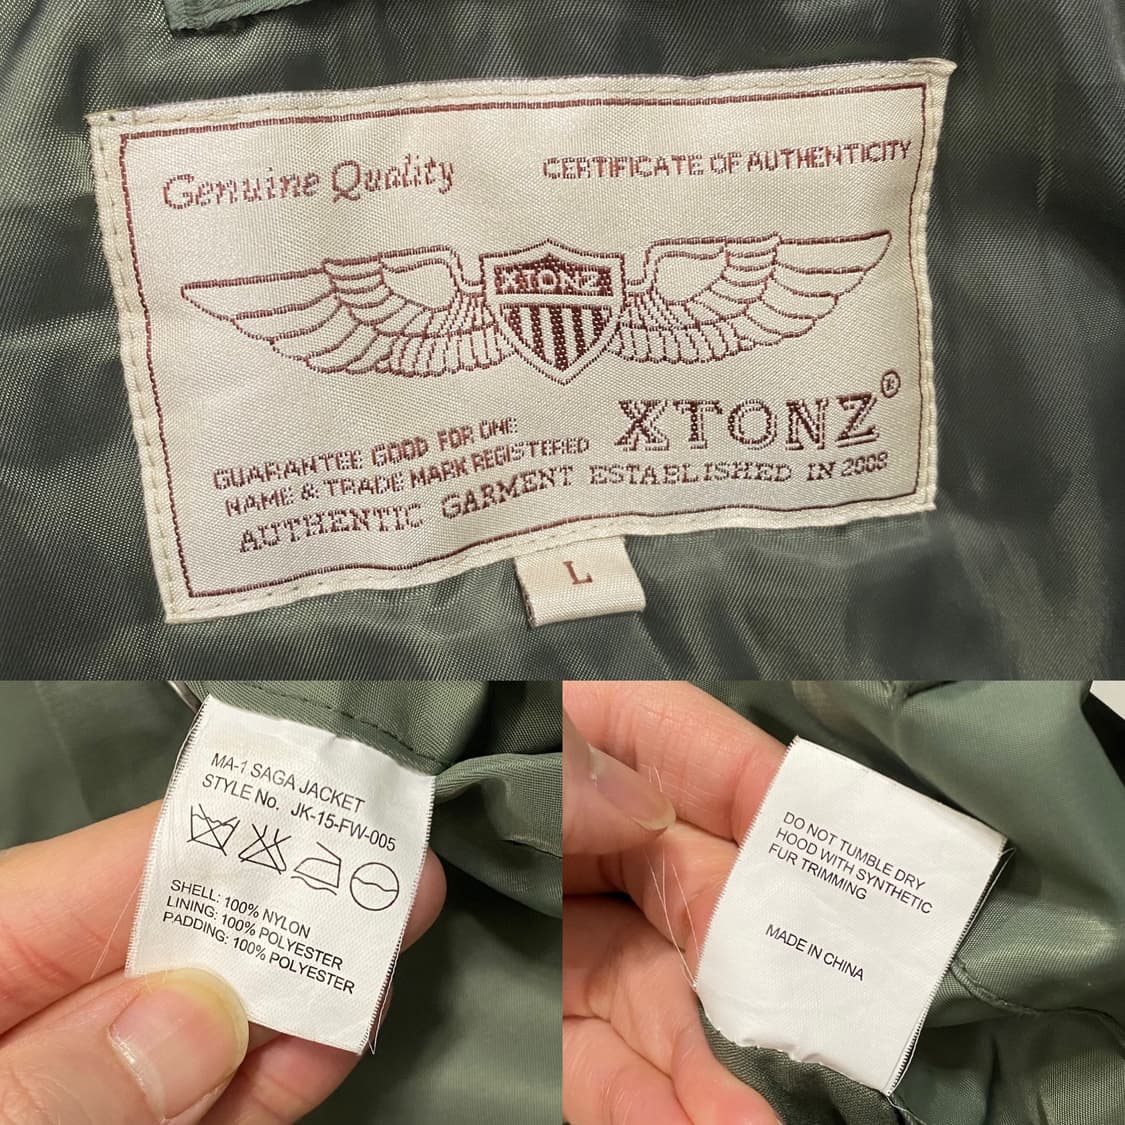 Genuine Quality
CERTIFICATE OF AUTHENTICITY
XTONZ
GUARANTEE GOOD FOR ONE
NAME & TRADE MARK REGISTERED
XTONZ®
AUTHENTIC GARMENT ESTABLISHED IN 2008
L
MA-1 SAGA JACKET
STYLE No. JK-15-FW-005
SHELL: 100% NYLON
LINING: 100% POLYESTER
PADDING: 100% POLYESTER
DO NOT TUMBLE DRY
HOOD WITH SYNTHETIC
FUR TRIMMING
MADE IN CHINA